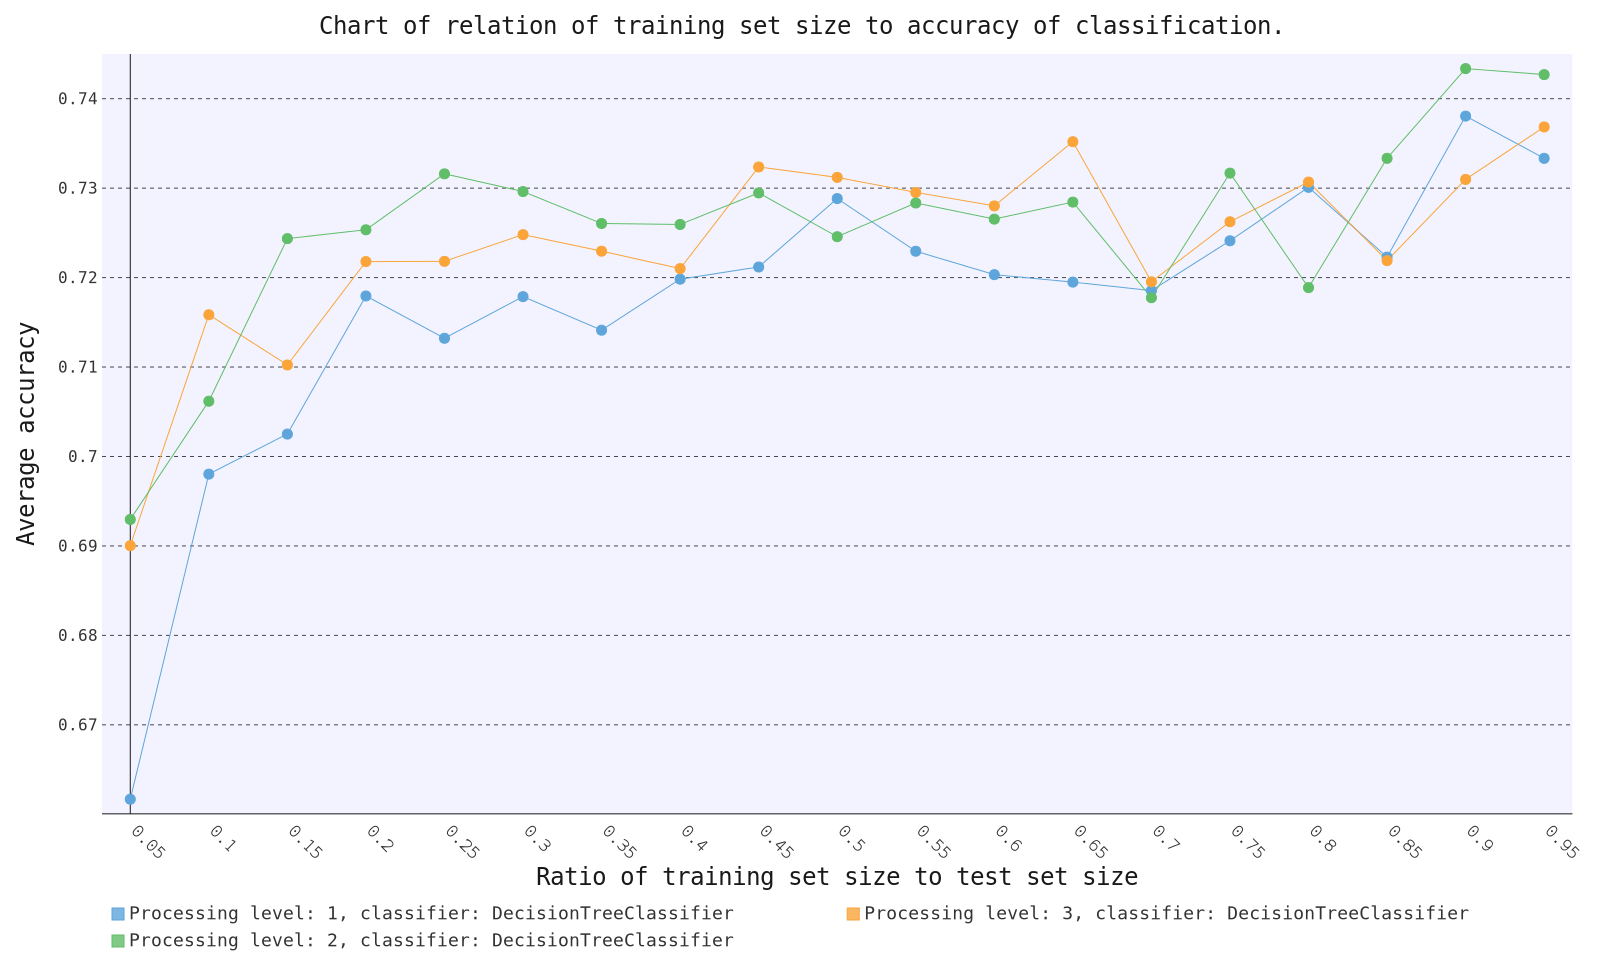 Chart of relation of training set size to accuracy of classification.
Average accuracy
0.74
0.73
0.72
0.71
0.7
0.69
0.68
0.67
0.05 0.1 0.15 0.2 0.25 0.3 0.35 0.4 0.45 0.5 0.55 0.6 0.65 0.7 0.75 0.8 0.85 0.9 0.95
Ratio of training set size to test set size
Processing level: 1, classifier: DecisionTreeClassifier
Processing level: 3, classifier: DecisionTreeClassifier
Processing level: 2, classifier: DecisionTreeClassifier